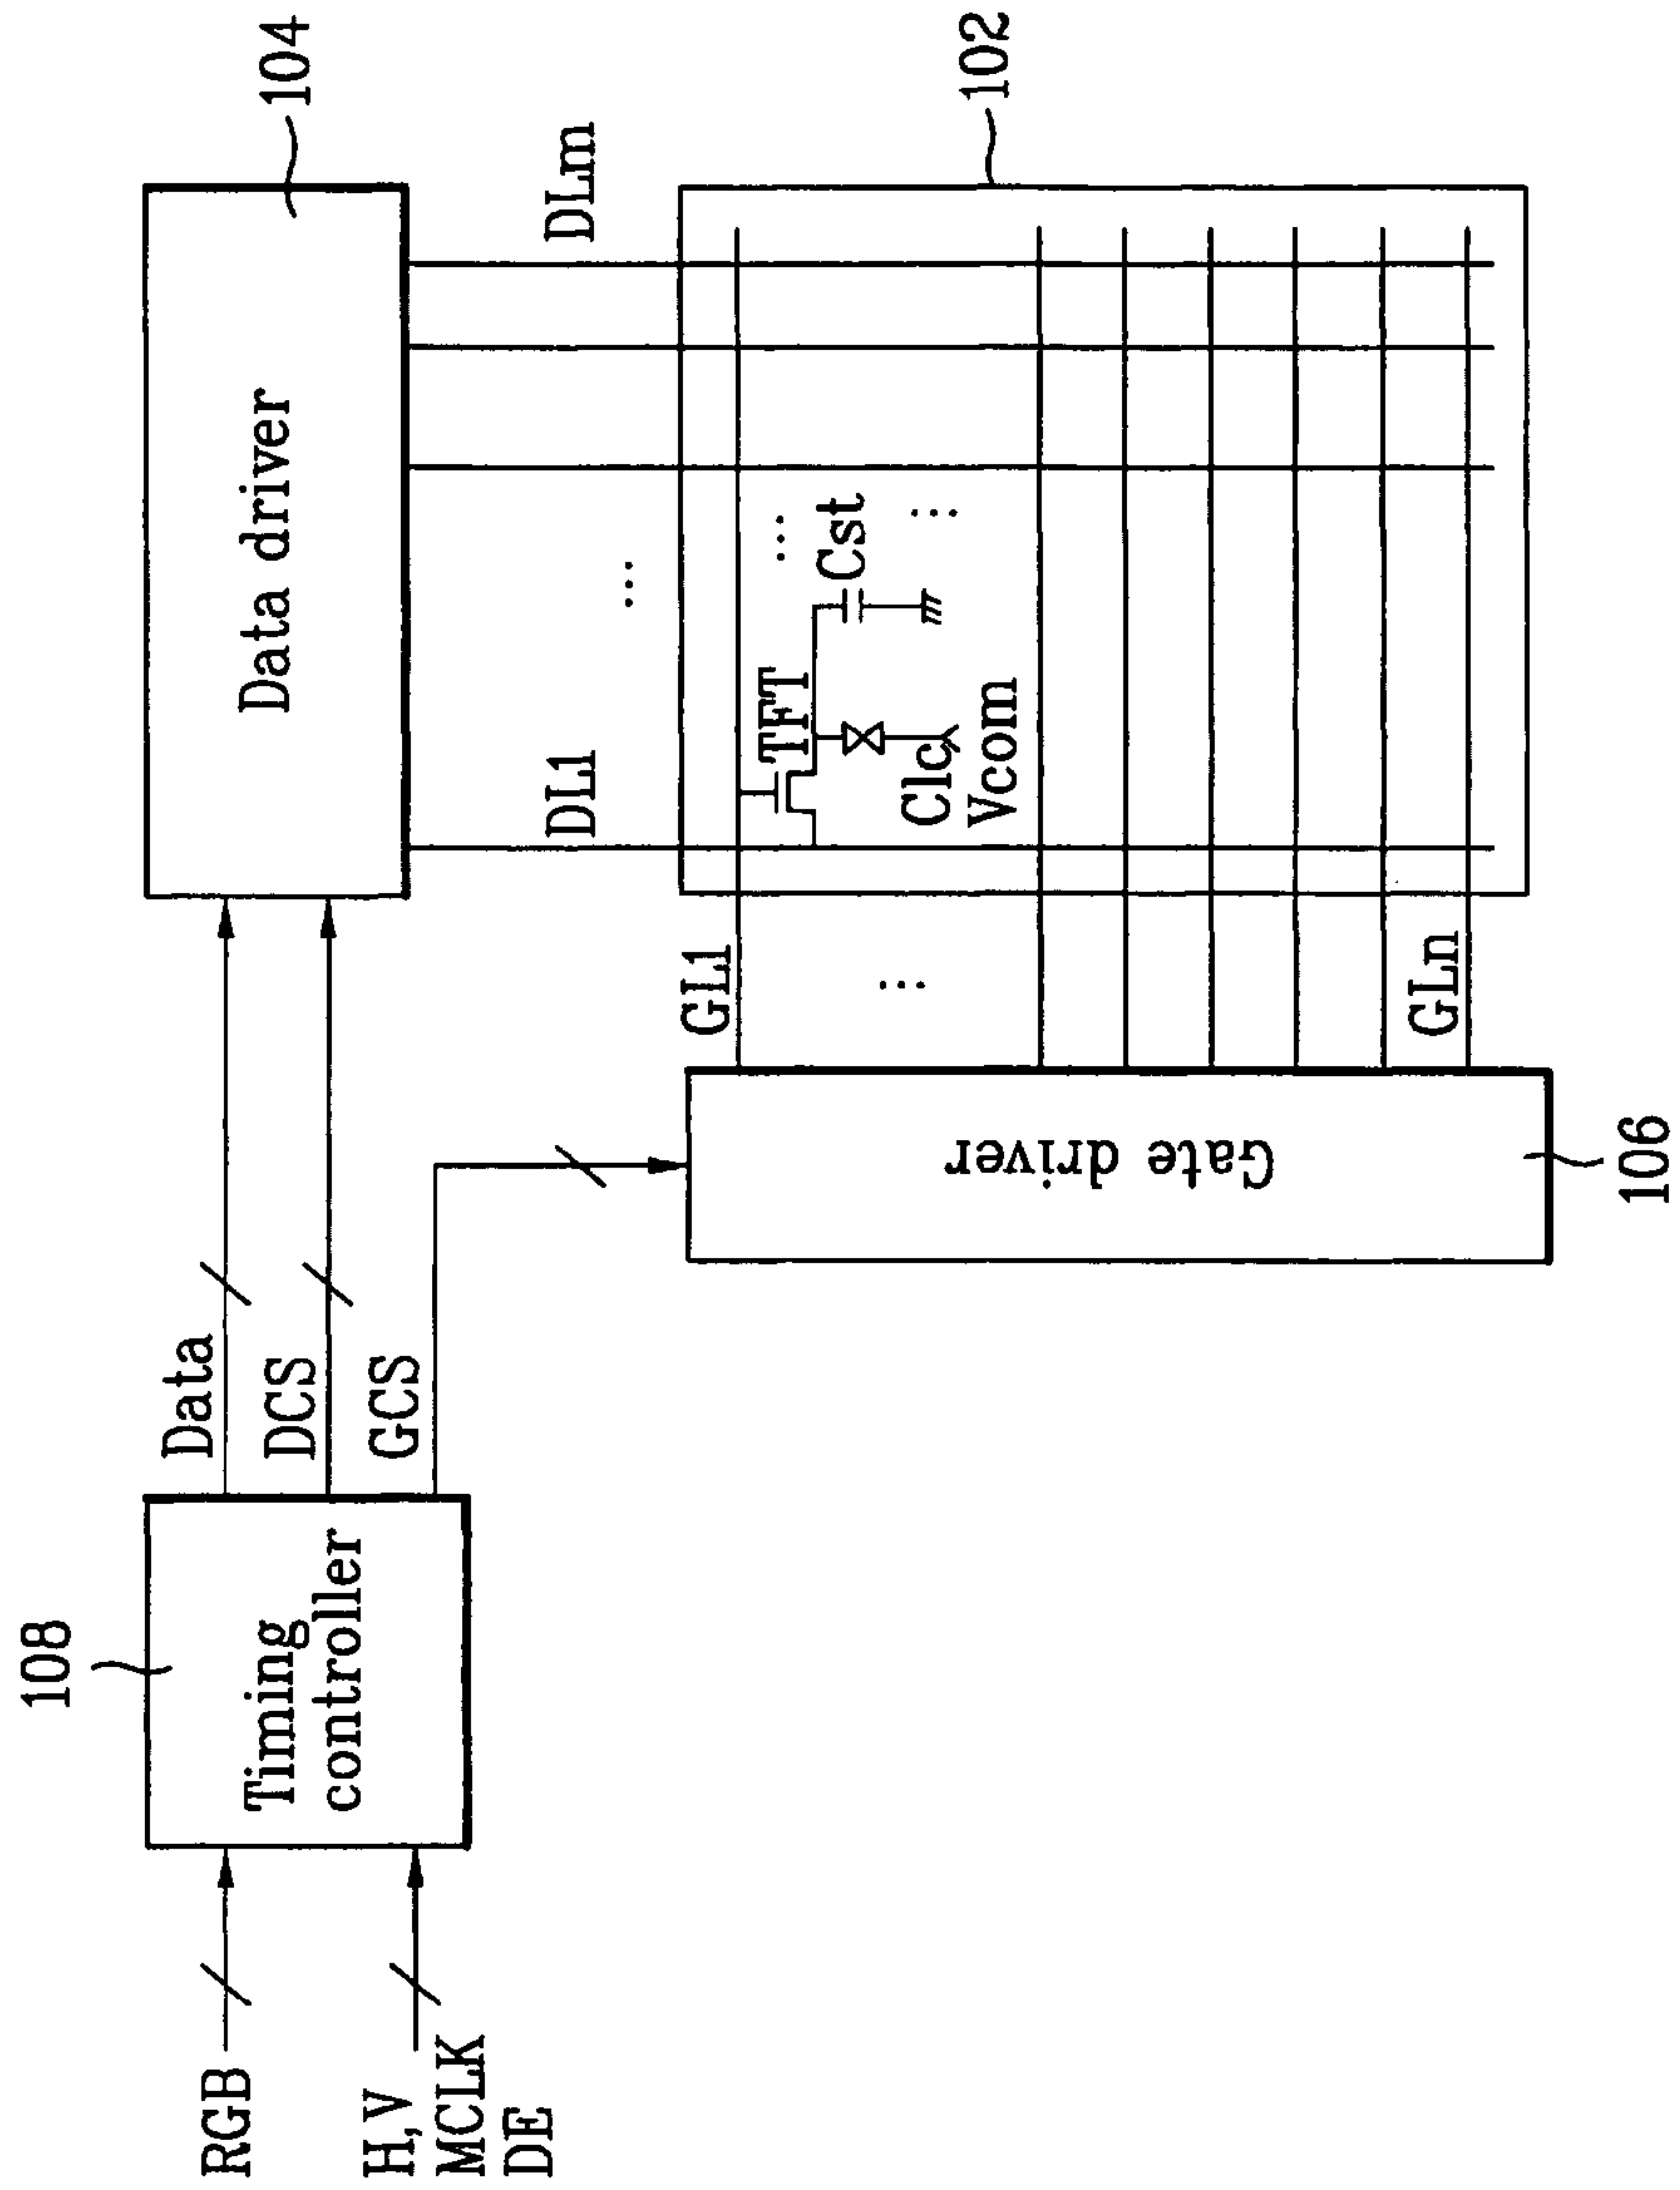 108
104
RGB
H,V
MCLK
DE
Timing
controller
Data
DCS
GCS
Data driver
DL1
...
DLm
GL1
...
GLn
Gate driver
106
TFT
...
Cst
Clc
Vcom
...
102